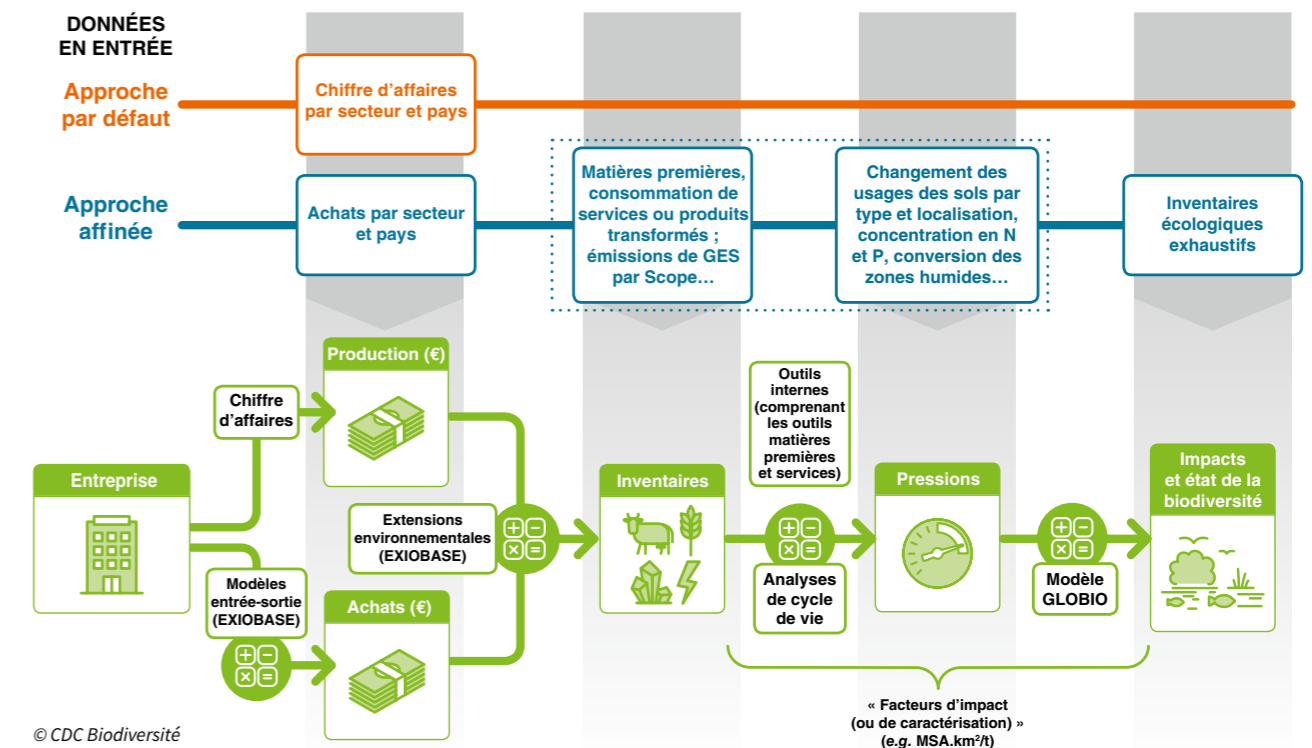 DONNÉES
EN ENTRÉE
Approche
par défaut
Chiffre d'affaires
par secteur et pays
Approche
affinée
Achats par secteur
et pays
Matières premières,
consommation de
services ou produits
transformés ;
émissions de GES
par Scope…
Changement des
usages des sols par
type et localisation,
concentration en N
et P, conversion des
zones humides…
Inventaires
écologiques
exhaustifs
Entreprise
Chiffre
d'affaires
Production (€)
Modèles
entrée-sortie
(EXIOBASE)
Achats (€)
Extensions
environnementales
(EXIOBASE)
Inventaires
Outils
internes
(comprenant
les outils
matières
premières
et services)
Analyses
de cycle
de vie
Pressions
Modèle
GLOBIO
Impacts
et état de la
biodiversité
« Facteurs d'impact
(ou de caractérisation) »
(e.g. MSA.km²/t)
© CDC Biodiversité